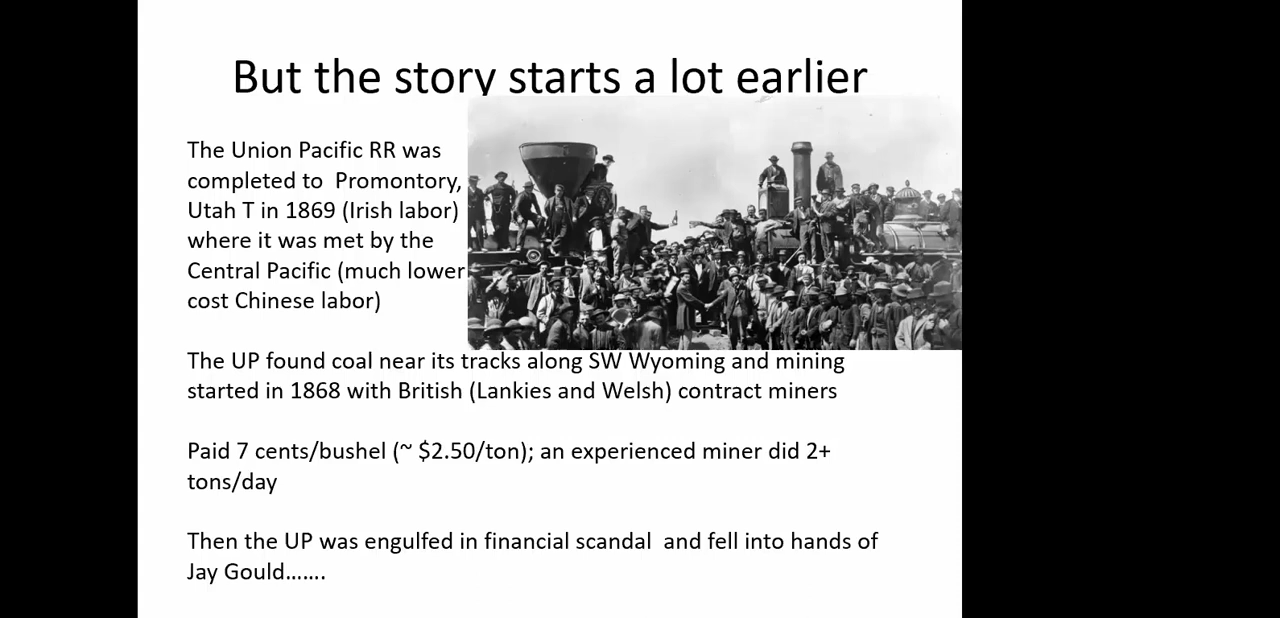 But the story starts a lot earlier
The Union Pacific RR was
completed to  Promontory,
Utah T in 1869 (Irish labor)
where it was met by the
Central Pacific (much lower
cost Chinese labor)
The UP found coal near its tracks along SW Wyoming and mining
started in 1868 with British (Lankies and Welsh) contract miners
Paid 7 cents/bushel (~ $2.50/ton); an experienced miner did 2+
tons/day
Then the UP was engulfed in financial scandal  and fell into hands of
Jay Gould…….